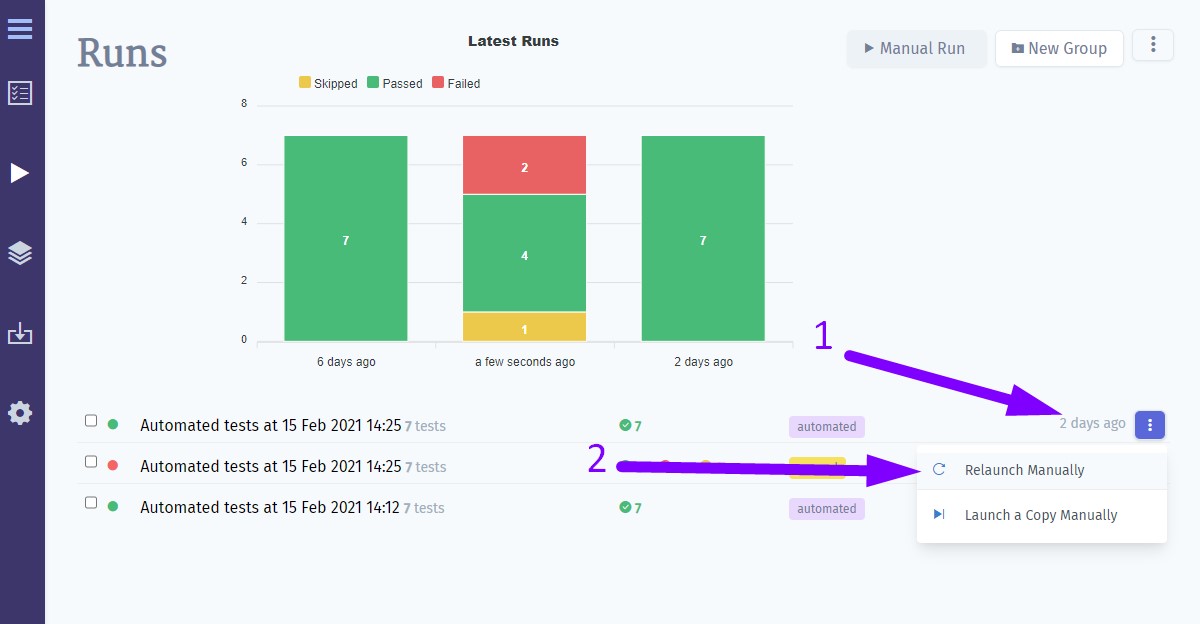 Runs
Latest Runs
Manual Run
New Group
Skipped Passed Failed
8
6
4
2
0
7
2
4
1
7
6 days ago
a few seconds ago
2 days ago
1
Automated tests at 15 Feb 2021 14:25 7 tests
7
automated
2 days ago
Automated tests at 15 Feb 2021 14:25 7 tests
2
Relaunch Manually
Automated tests at 15 Feb 2021 14:12 7 tests
7
automated
Launch a Copy Manually